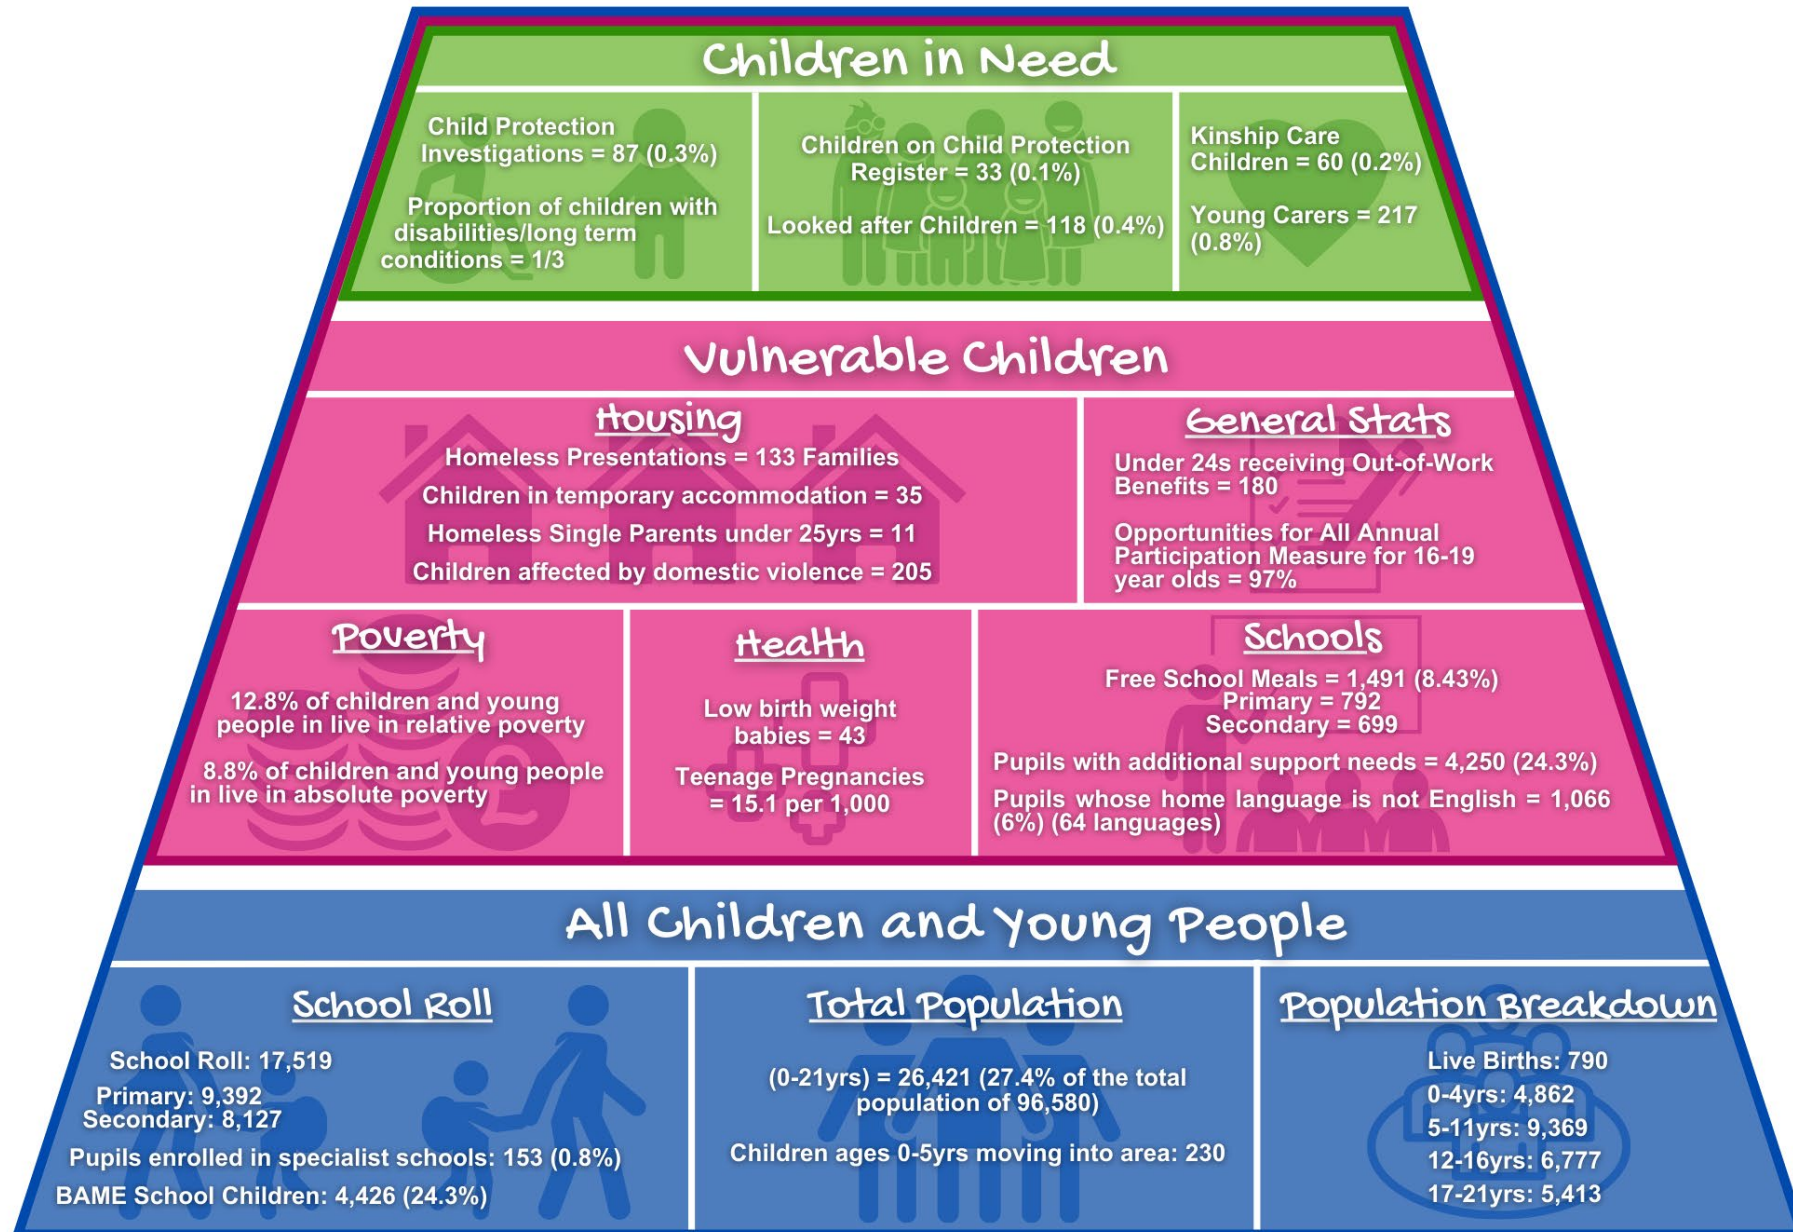 Children in Need
Child Protection
Investigations = 87 (0.3%)
Proportion of children with
disabilities/long term
conditions = 1/3
Children on Child Protection
Register = 33 (0.1%)
Looked after Children = 118 (0.4%)
Kinship Care
Children = 60 (0.2%)
Young Carers = 217
(0.8%)
Vulnerable Children
Housing
Homeless Presentations = 133 Families
Children in temporary accommodation = 35
Homeless Single Parents under 25yrs = 11
Children affected by domestic violence = 205
General Stats
Under 24s receiving Out-of-Work
Benefits = 180
Opportunities for All Annual
Participation Measure for 16-19
year olds = 97%
Poverty
12.8% of children and young
people in live in relative poverty
8.8% of children and young people
in live in absolute poverty
Health
Low birth weight
babies = 43
Teenage Pregnancies
= 15.1 per 1,000
Schools
Free School Meals = 1,491 (8.43%)
Primary = 792
Secondary = 699
Pupils with additional support needs = 4,250 (24.3%)
Pupils whose home language is not English = 1,066
(6%) (64 languages)
All Children and Young People
School Roll
School Roll: 17,519
Primary: 9,392
Secondary: 8,127
Pupils enrolled in specialist schools: 153 (0.8%)
BAME School Children: 4,426 (24.3%)
Total Population
(0-21yrs) = 26,421 (27.4% of the total
population of 96,580)
Children ages 0-5yrs moving into area: 230
Population Breakdown
Live Births: 790
0-4yrs: 4,862
5-11yrs: 9,369
12-16yrs: 6,777
17-21yrs: 5,413